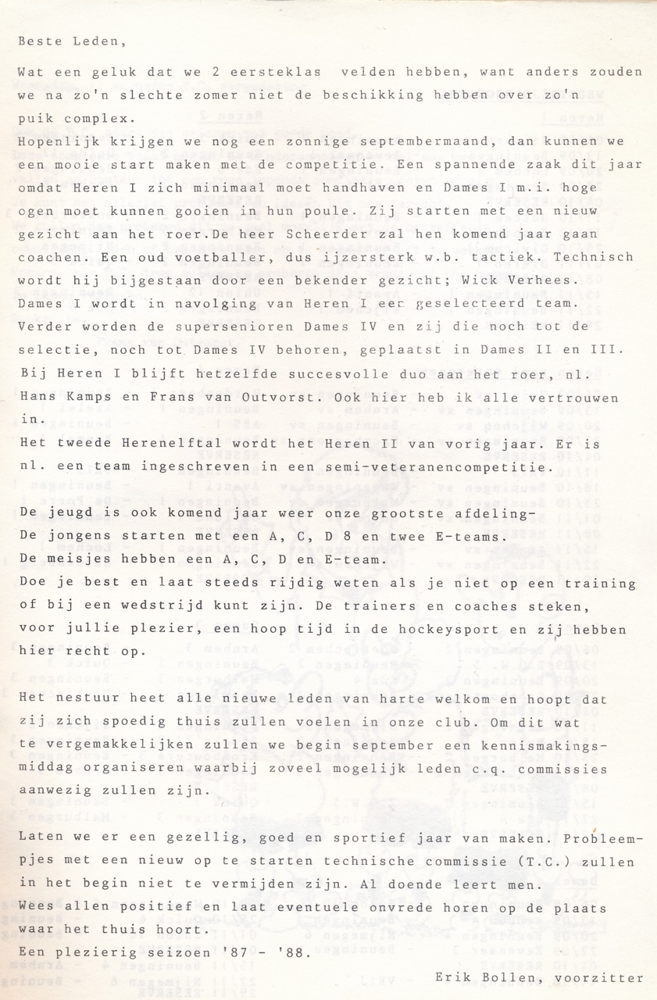 Beste Leden,
Wat een geluk dat we 2 eersteklas velden hebben, want anders zouden
we na zo'n slechte zomer niet de beschikking hebben over zo'n
puik complex.
Hopenlijk krijgen we nog een zonnige septembermaand, dan kunnen we
een mooie start maken met de competitie. Een spannende zaak dit jaar
omdat Heren I zich minimaal moet handhaven en Dames I m.i. hoge
ogen moet kunnen gooien in hun poule. Zij starten met een nieuw
gezicht aan het roer.De heer Scheerder zal hen komend jaar gaan
coachen. Een oud voetballer, dus ijzersterk w.b. tactiek. Technisch
wordt hij bijgestaan door een bekender gezicht; Wick Verhees.
Dames I wordt in navolging van Heren I een geselecteerd team.
Verder worden de supersenioren Dames IV en zij die noch tot de
selectie, noch tot Dames IV behoren, geplaatst in Dames II en III.
Bij Heren I blijft hetzelfde succesvolle duo aan het roer, nl.
Hans Kamps en Frans van Outvorst. Ook hier heb ik alle vertrouwen
in.
Het tweede Herenelftal wordt het Heren II van vorig jaar. Er is
nl. een team ingeschreven in een semi-veteranencompetitie.
De jeugd is ook komend jaar weer onze grootste afdeling-
De jongens starten met een A, C, D 8 en twee E-teams.
De meisjes hebben een A, C, D en E-team.
Doe je best en laat steeds rijdig weten als je niet op een training
of bij een wedstrijd kunt zijn. De trainers en coaches steken,
voor jullie plezier, een hoop tijd in de hockeysport en zij hebben
hier recht op.
Het nestuur heet alle nieuwe leden van harte welkom en hoopt dat
zij zich spoedig thuis zullen voelen in onze club. Om dit wat
te vergemakkelijken zullen we begin september een kennismakings-
middag organiseren waarbij zoveel mogelijk leden c.q. commissies
aanwezig zullen zijn.
Laten we er een gezellig, goed en sportief jaar van maken. Probleem-
pjes met een nieuw op te starten technische commissie (T.C.) zullen
in het begin niet te vermijden zijn. Al doende leert men.
Wees allen positief en laat eventuele onvrede horen op de plaats
waar het thuis hoort.
Een plezierig seizoen '87 - '88.
Erik Bollen, voorzitter